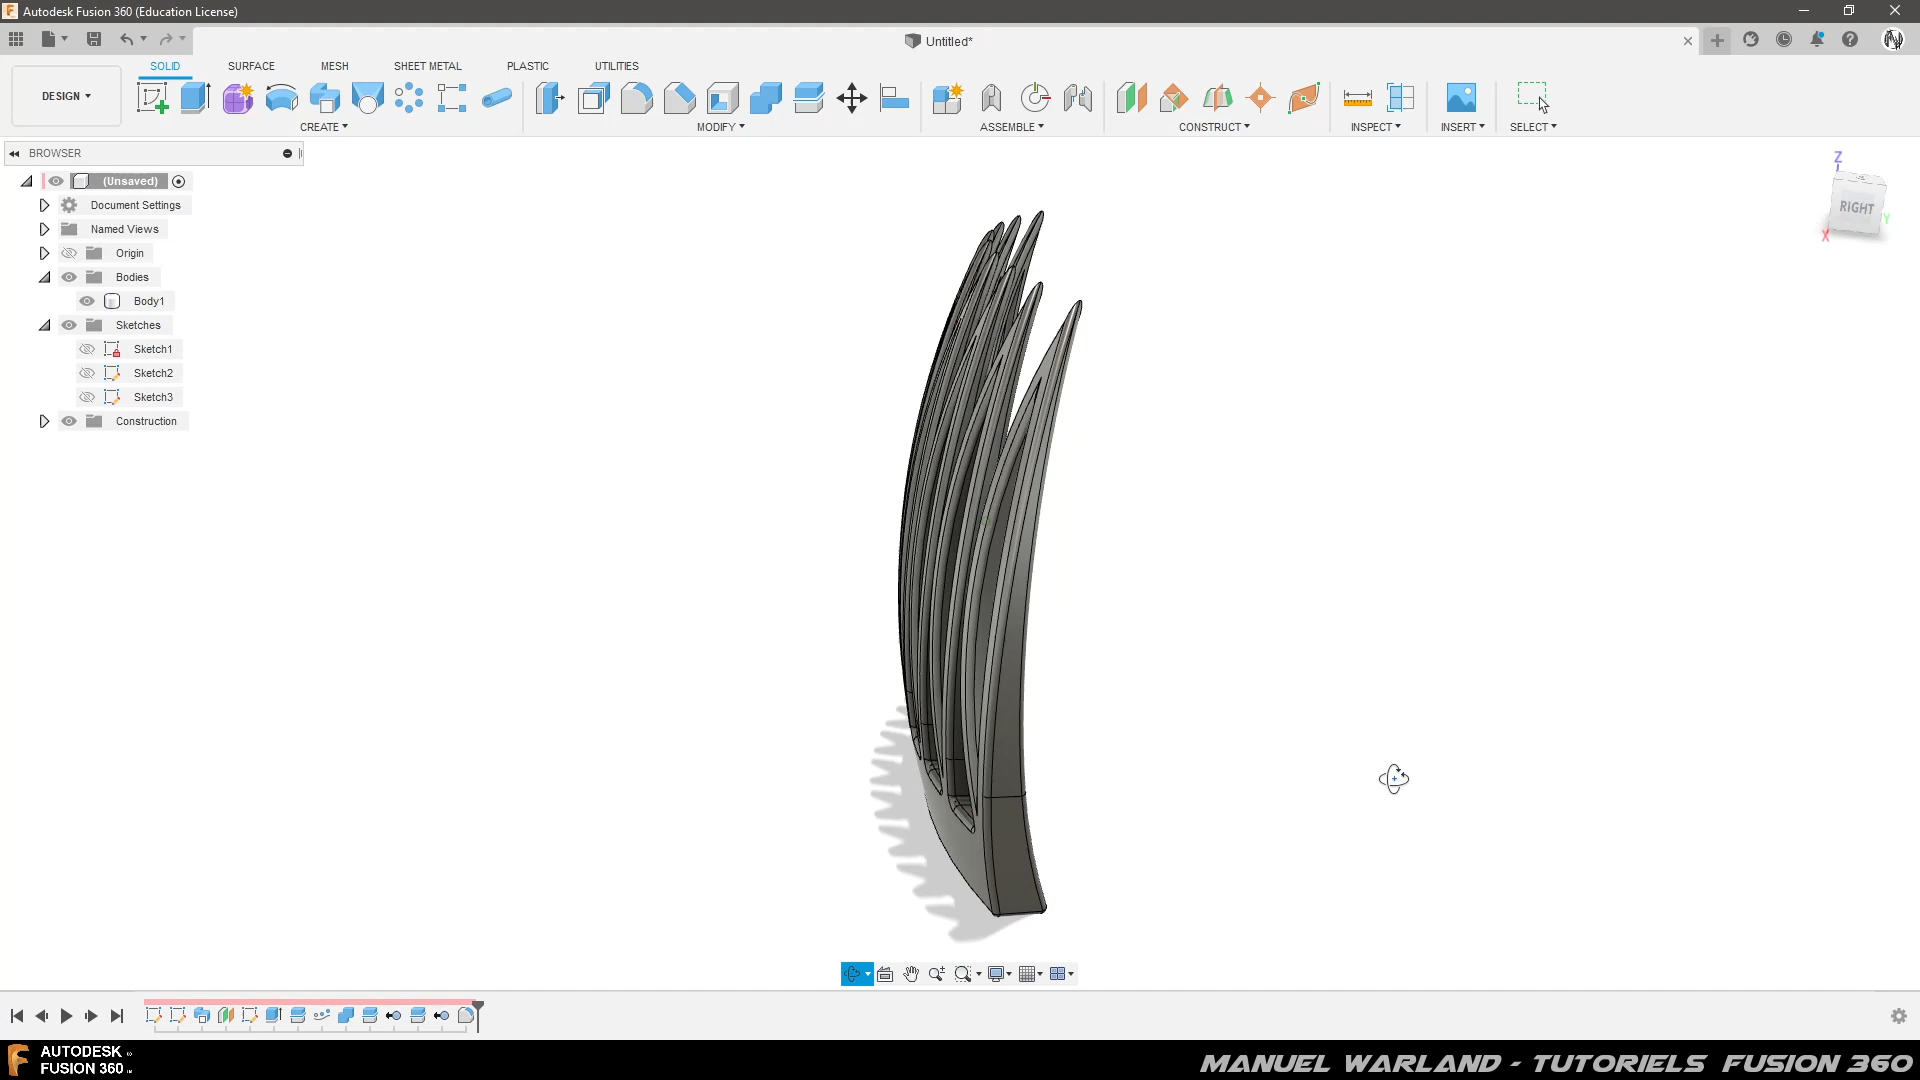 Autodesk Fusion 360 (Education License)
Untitled*
DESIGN
SOLID
SURFACE
MESH
SHEET METAL
PLASTIC
UTILITIES
CREATE
MODIFY
ASSEMBLE
CONSTRUCT
INSPECT
INSERT
SELECT
BROWSER
(Unsaved)
Document Settings
Named Views
Origin
Bodies
Body1
Sketches
Sketch1
Sketch2
Sketch3
Construction
Z
RIGHT
Y
X
AUTODESK
FUSION 360
MANUEL WARLAND - TUTORIELS FUSION 360